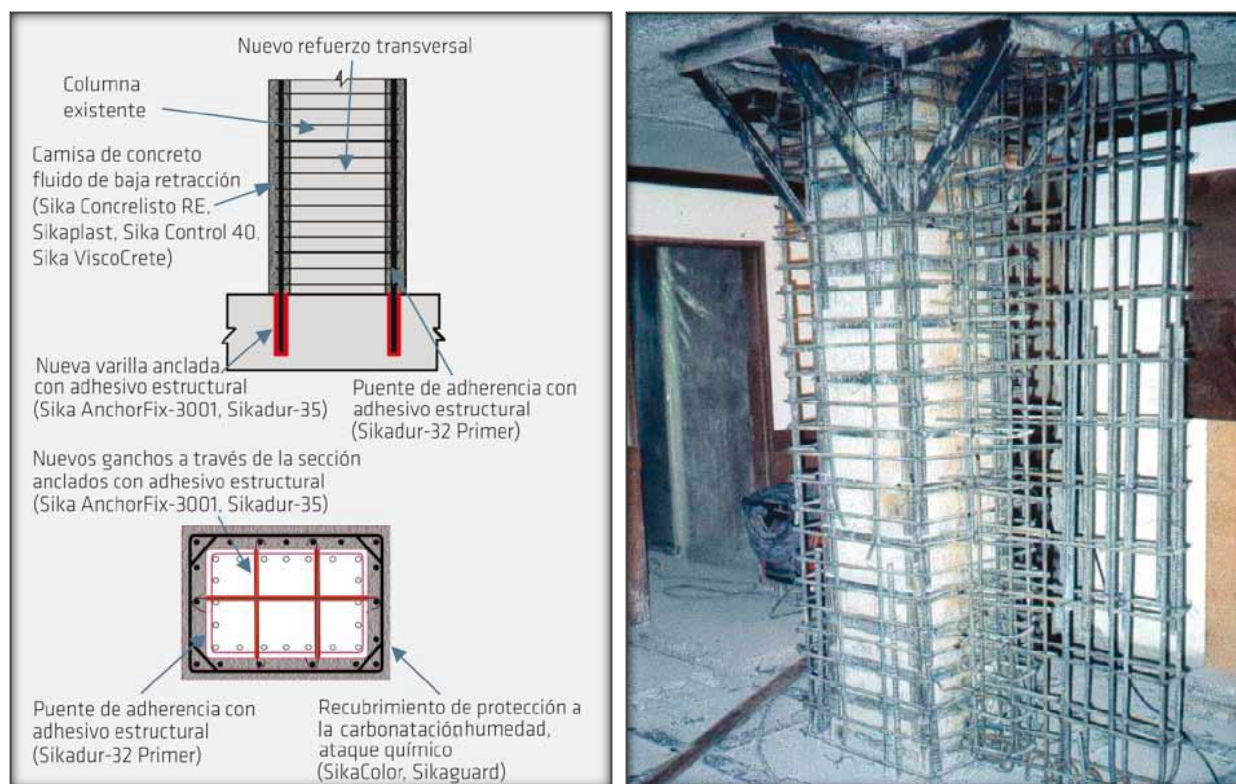 Nuevo refuerzo transversal
Columna
existente
Camisa de concreto
fluido de baja retracción
(Sika Concrelisto RE,
Sikaplast, Sika Control 40,
Sika ViscoCrete)
Nueva varilla anclada,
con adhesivo estructural
(Sika AnchorFix-3001, Sikadur-35)
Puente de adherencia con
adhesivo estructural
(Sikadur-32 Primer)
Nuevos ganchos a través de la sección
anclados con adhesivo estructural
(Sika AnchorFix-3001, Sikadur-35)
Puente de adherencia con
adhesivo estructural
(Sikadur-32 Primer)
Recubrimiento de protección a
la carbonatación,humedad,
ataque químico
(SikaColor, Sikaguard)